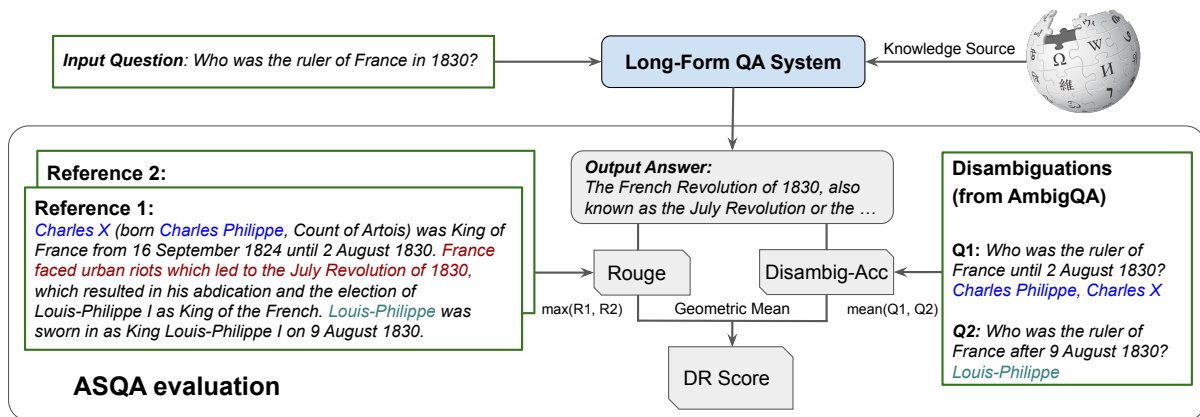 Input Question: Who was the ruler of France in 1830?
Long-Form QA System
Knowledge Source
Ω
W
И
維
Reference 2:
Reference 1:
Charles X (born Charles Philippe, Count of Artois) was King of
France from 16 September 1824 until 2 August 1830. France
faced urban riots which led to the July Revolution of 1830,
which resulted in his abdication and the election of
Louis-Philippe I as King of the French. Louis-Philippe was
sworn in as King Louis-Philippe I on 9 August 1830.
Output Answer:
The French Revolution of 1830, also
known as the July Revolution or the …
Rouge
Disambig-Acc
max(R1, R2)
Geometric Mean
mean(Q1, Q2)
DR Score
Disambiguations
(from AmbigQA)
Q1: Who was the ruler of
France until 2 August 1830?
Charles Philippe, Charles X
Q2: Who was the ruler of
France after 9 August 1830?
Louis-Philippe
ASQA evaluation